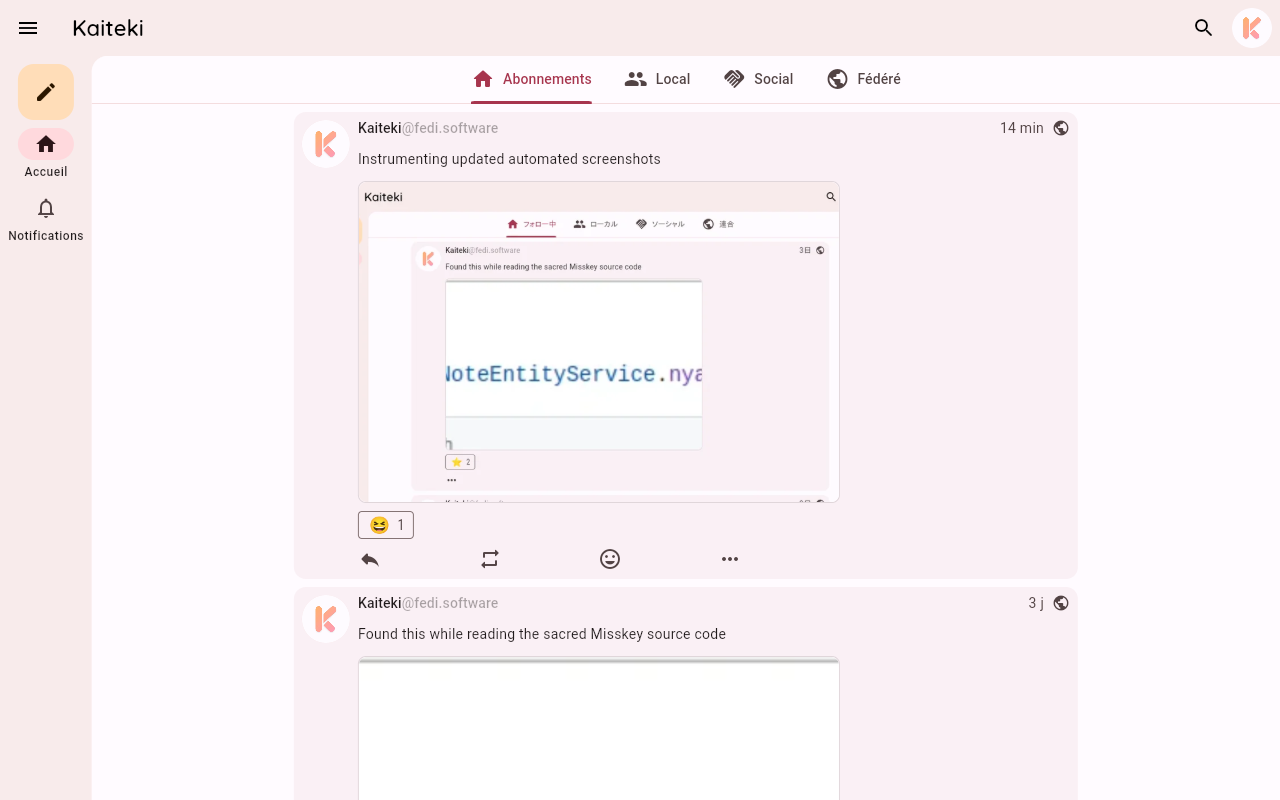 Kaiteki
Abonnements
Local
Social
Fédéré
Accueil
Notifications
Kaiteki@fedi.software
14 min
Instrumenting updated automated screenshots
Kaiteki
フォロー中
ローカル
ソーシャル
連合
Kaiteki@fedi.software
3日
Found this while reading the sacred Misskey source code
NoteEntityService.nya
2
1
Kaiteki@fedi.software
3 j
Found this while reading the sacred Misskey source code